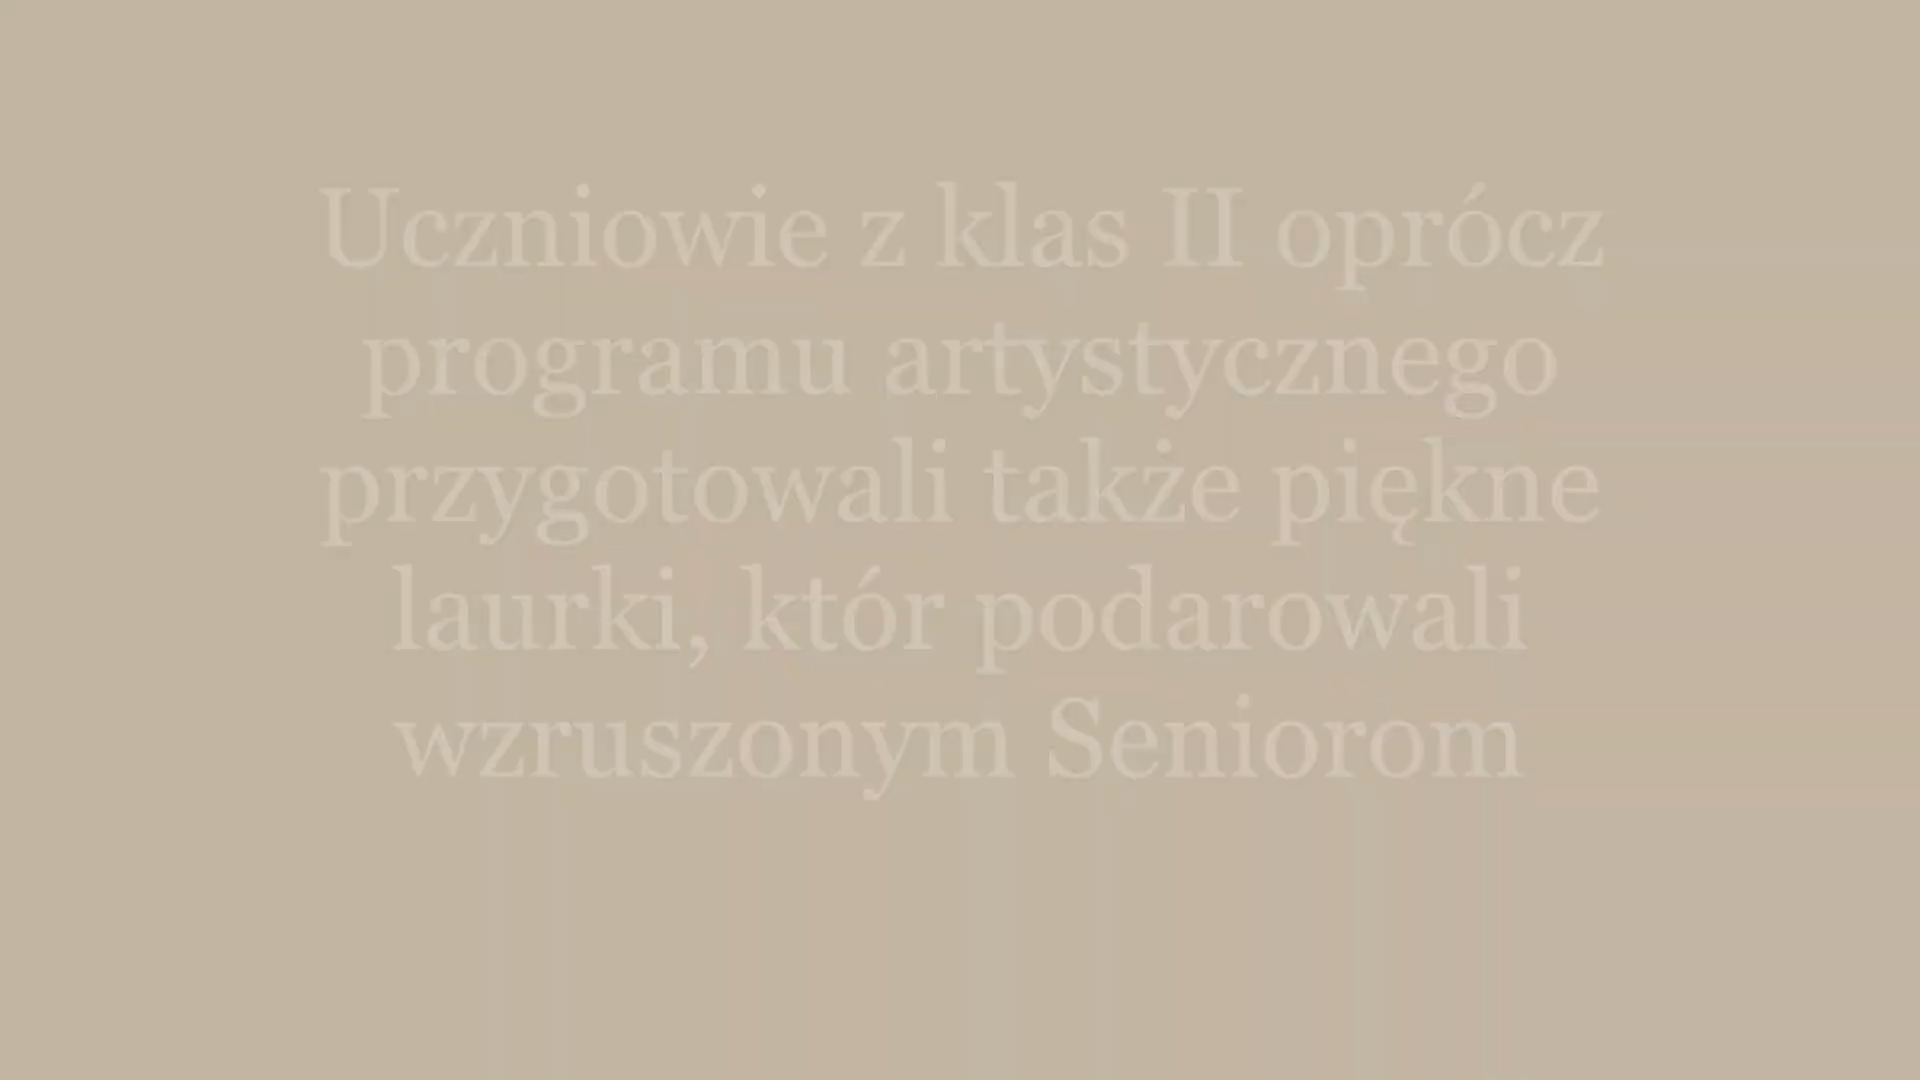 Uczniowie z klas II oprócz
programu artystycznego
przygotowali także piękne
laurki, któr podarowali
wzruszonym Seniorom